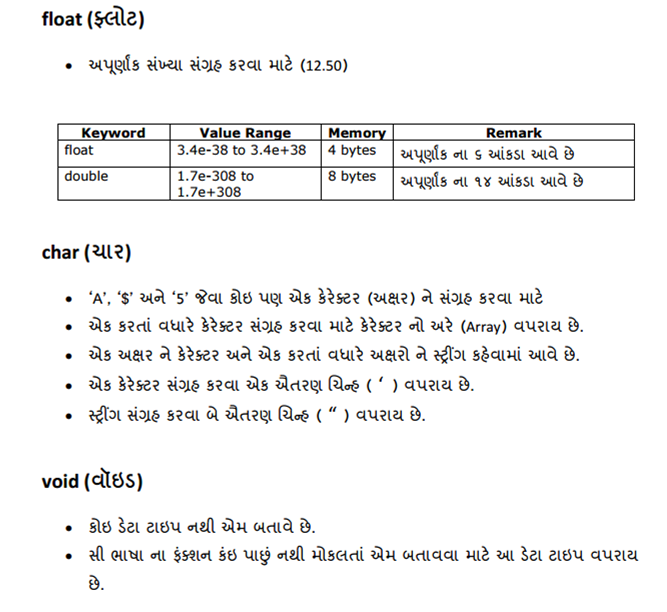 float (ફ્લોટ)
• અપૂર્ણાંક સંખ્યા સંગ્રહ કરવા માટે (12.50)
Keyword Value Range Memory Remark
float 3.4e-38 to 3.4e+38 4 bytes અપૂર્ણાંક ના ૬ આંકડા આવે છે
double 1.7e-308 to 8 bytes અપૂર્ણાંક ના ૧૪ આંકડા આવે છે
1.7e+308
char (ચાર)
• ‘A’, ‘$’ અને ‘5’ જેવા કોઇ પણ એક કેરેક્ટર (અક્ષર) ને સંગ્રહ કરવા માટે
• એક કરતાં વધારે કેરેક્ટર સંગ્રહ કરવા માટે કેરેક્ટર નો અરે (Array) વપરાય છે.
• એક અક્ષર ને કેરેક્ટર અને એક કરતાં વધારે અક્ષરો ને સ્ટ્રીંગ કહેવામાં આવે છે.
• એક કેરેક્ટર સંગ્રહ કરવા એક ઐતરણ ચિન્હ ( ‘ ) વપરાય છે.
• સ્ટ્રીંગ સંગ્રહ કરવા બે ઐતરણ ચિન્હ ( “ ) વપરાય છે.
void (વૉઇડ)
• કોઇ ડેટા ટાઇપ નથી એમ બતાવે છે.
• સી ભાષા ના ફંક્શન કંઇ પાછું નથી મોકલતાં એમ બતાવવા માટે આ ડેટા ટાઇપ વપરાય
છે.